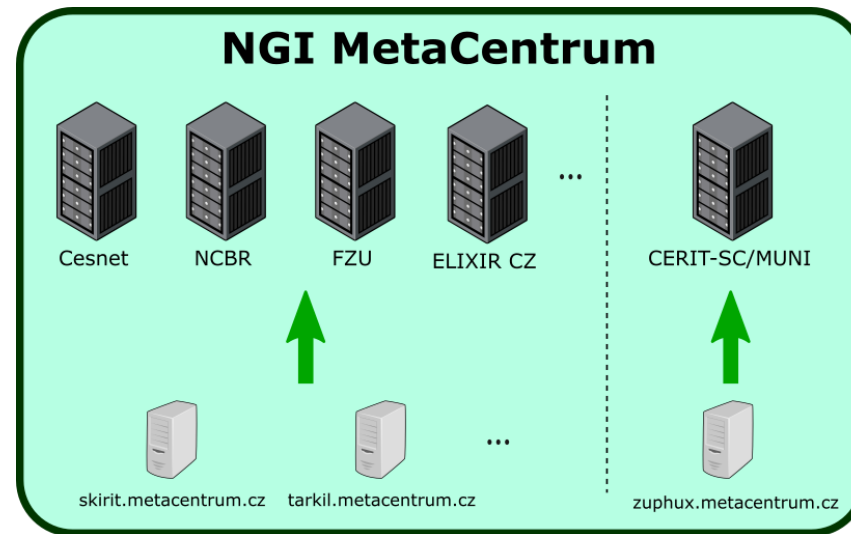 NGI MetaCentrum
Cesnet
NCBR
FZU
ELIXIR CZ
...
CERIT-SC/MUNI
skirit.metacentrum.cz
tarkil.metacentrum.cz
...
zuphux.metacentrum.cz